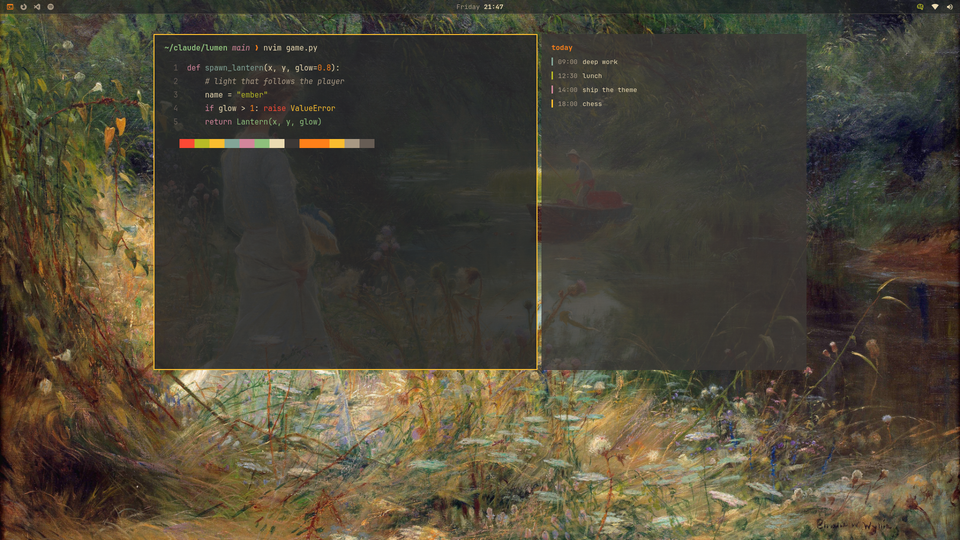 Friday 21:47
~/claude/lumen main ❯ nvim game.py
1 def spawn_lantern(x, y, glow=0.8):
2 # light that follows the player
3 name = "ember"
4 if glow > 1: raise ValueError
5 return Lantern(x, y, glow)
today
09:00 deep work
12:30 lunch
14:00 ship the theme
18:00 chess